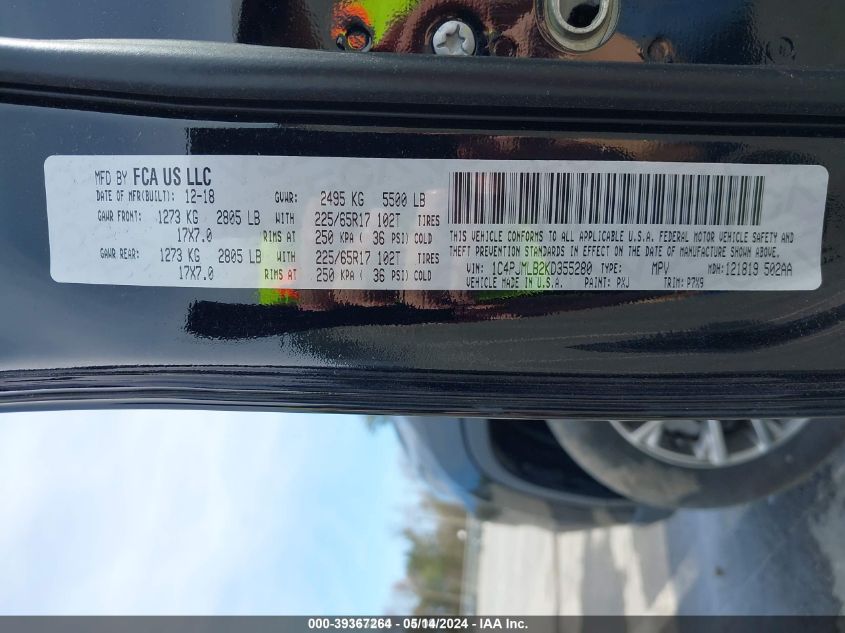 MFD BY FCA US LLC
DATE OF MFR(BUILT): 12-18 GVWR: 2495 KG 5500 LB
GAWR FRONT: 1273 KG 2805 LB WITH 225/65R17 102T TIRES
17X7.0 RIMS AT 250 KPA ( 36 PSI) COLD
GAWR REAR: 1273 KG 2805 LB WITH 225/65R17 102T TIRES
17X7.0 RIMS AT 250 KPA ( 36 PSI) COLD
THIS VEHICLE CONFORMS TO ALL APPLICABLE U.S.A. FEDERAL MOTOR VEHICLE SAFETY AND
THEFT PREVENTION STANDARDS IN EFFECT ON THE DATE OF MANUFACTURE SHOWN ABOVE.
VIN: 1C4PJMLB2KD355280 TYPE: MPV MDH: 121819 502AA
VEHICLE MADE IN U.S.A. PAINT: PXJ TRIM: P7X9
000-39367264 - 05/14/2024 - IAA Inc.